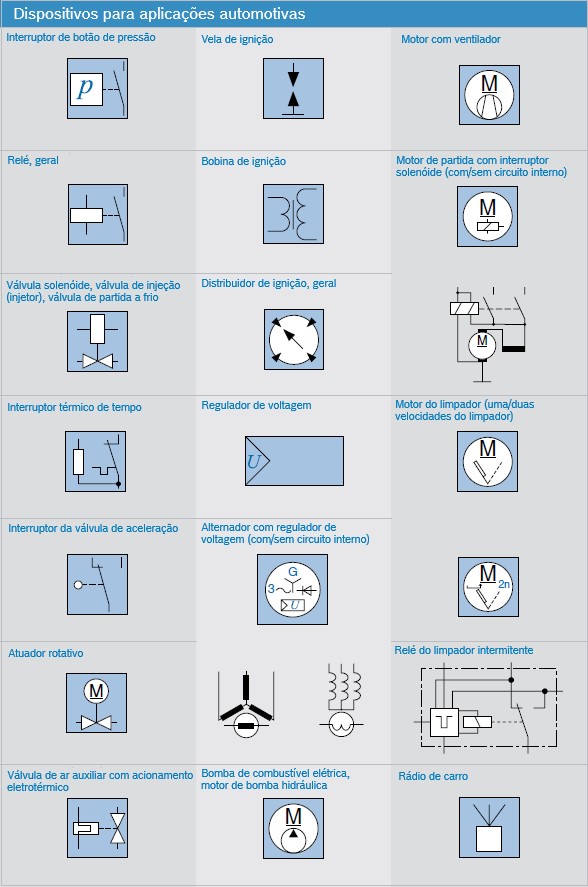 Dispositivos para aplicações automotivas
Interruptor de botão de pressão
p
Vela de ignição
Motor com ventilador
M
Relé, geral
Bobina de ignição
Motor de partida com interruptor
solenóide (com/sem circuito interno)
M
Válvula solenóide, válvula de injeção
(injetor), válvula de partida a frio
Distribuidor de ignição, geral
M
Interruptor térmico de tempo
Regulador de voltagem
U
Motor do limpador (uma/duas
velocidades do limpador)
M
Interruptor da válvula de aceleração
Alternador com regulador de
voltagem (com/sem circuito interno)
G
3
U
M
2n
Atuador rotativo
M
Relé do limpador intermitente
Válvula de ar auxiliar com acionamento
eletrotérmico
Bomba de combustível elétrica,
motor de bomba hidráulica
M
Rádio de carro